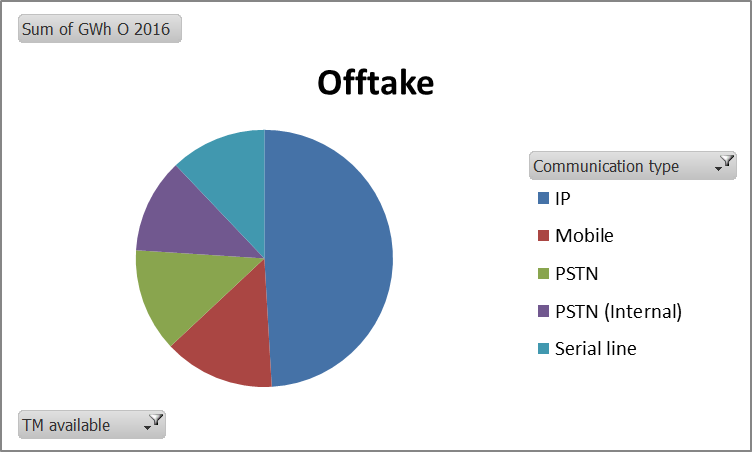 Sum of GWh O 2016
Offtake
Communication type
IP
Mobile
PSTN
PSTN (Internal)
Serial line
TM available